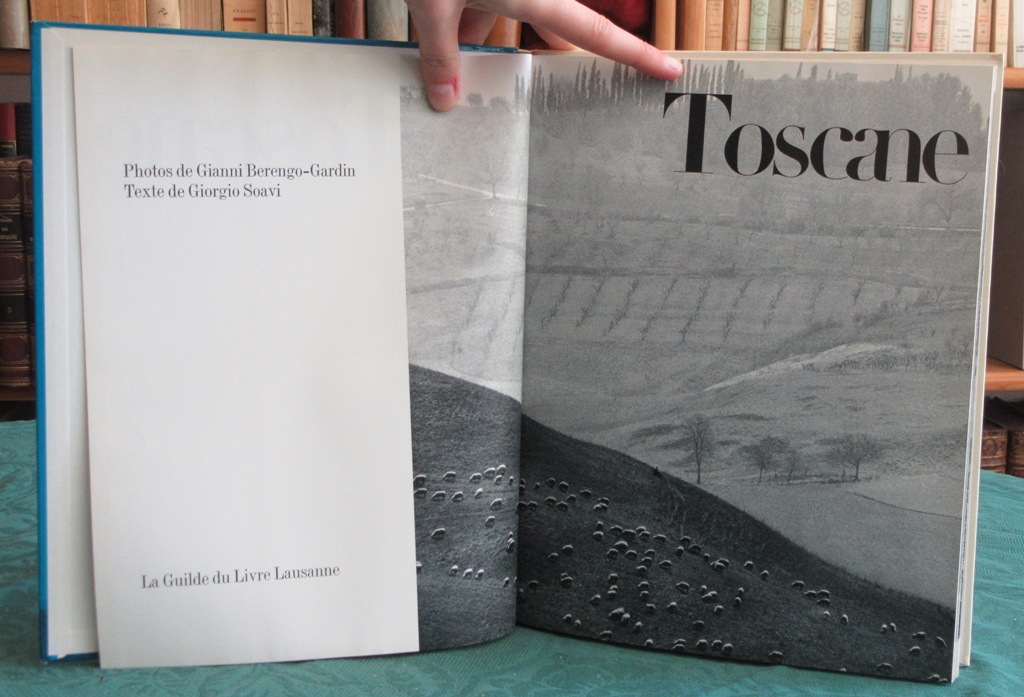 Photos de Gianni Berengo-Gardin
Texte de Giorgio Soavi
La Guilde du Livre Lausanne
Toscane